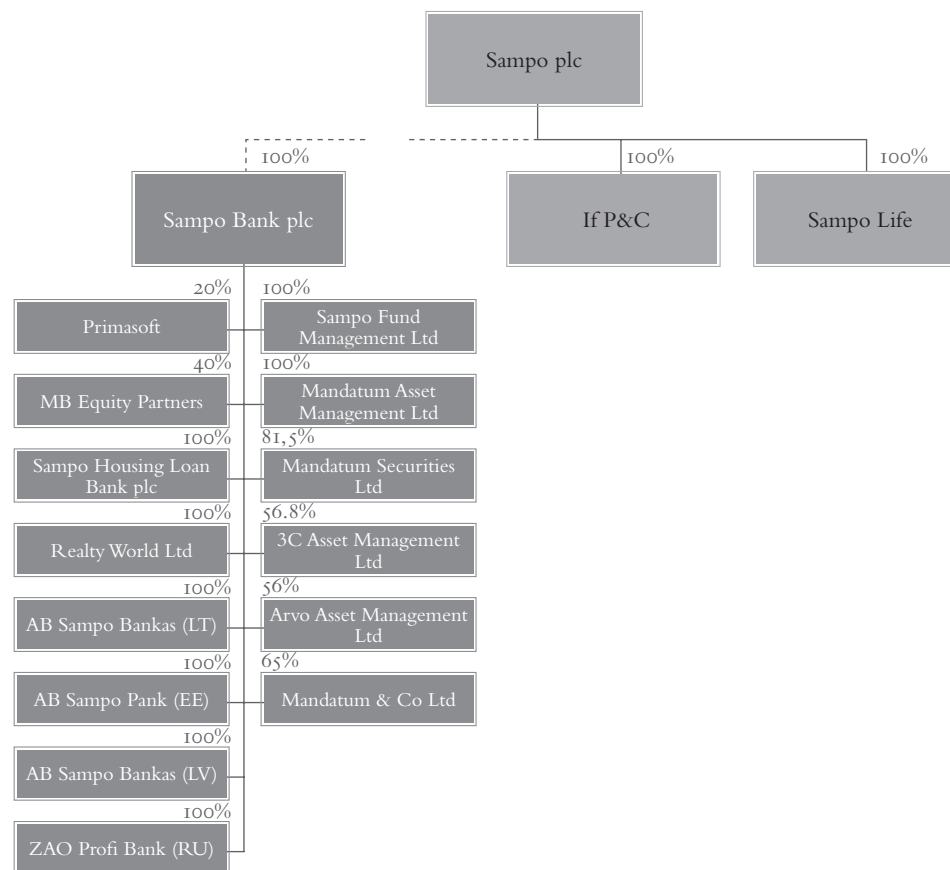 Sampo plc
100%
100%
100%
Sampo Bank plc
If P&C
Sampo Life
20%
100%
Primasoft
Sampo Fund
Management Ltd
40%
100%
MB Equity Partners
Mandatum Asset
Management Ltd
100%
81,5%
Sampo Housing Loan
Bank plc
Mandatum Securities
Ltd
100%
56.8%
Realty World Ltd
3C Asset Management
Ltd
100%
56%
AB Sampo Bankas (LT)
Arvo Asset Management
Ltd
100%
65%
AB Sampo Pank (EE)
Mandatum & Co Ltd
100%
AB Sampo Bankas (LV)
100%
ZAO Profi Bank (RU)